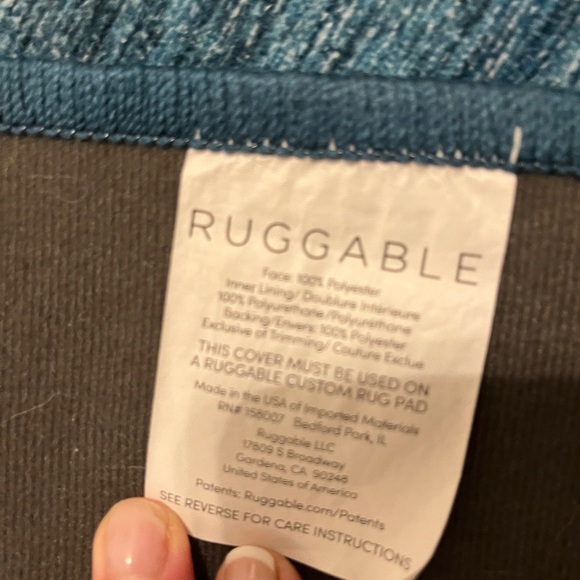 RUGGABLE
Face: 100% Polyester
Inner Lining/ Doublure Intérieure
100% Polyurethane/Polyuréthane
Backing/Envers: 100% Polyester
Exclusive of Trimming/ Couture Exclue
THIS COVER MUST BE USED ON
A RUGGABLE CUSTOM RUG PAD
Made in the USA of Imported Materials
RN# 158007 Bedford Park, IL
Ruggable LLC
17809 S Broadway
Gardena, CA 90248
United States of America
Patents: Ruggable.com/Patents
SEE REVERSE FOR CARE INSTRUCTIONS